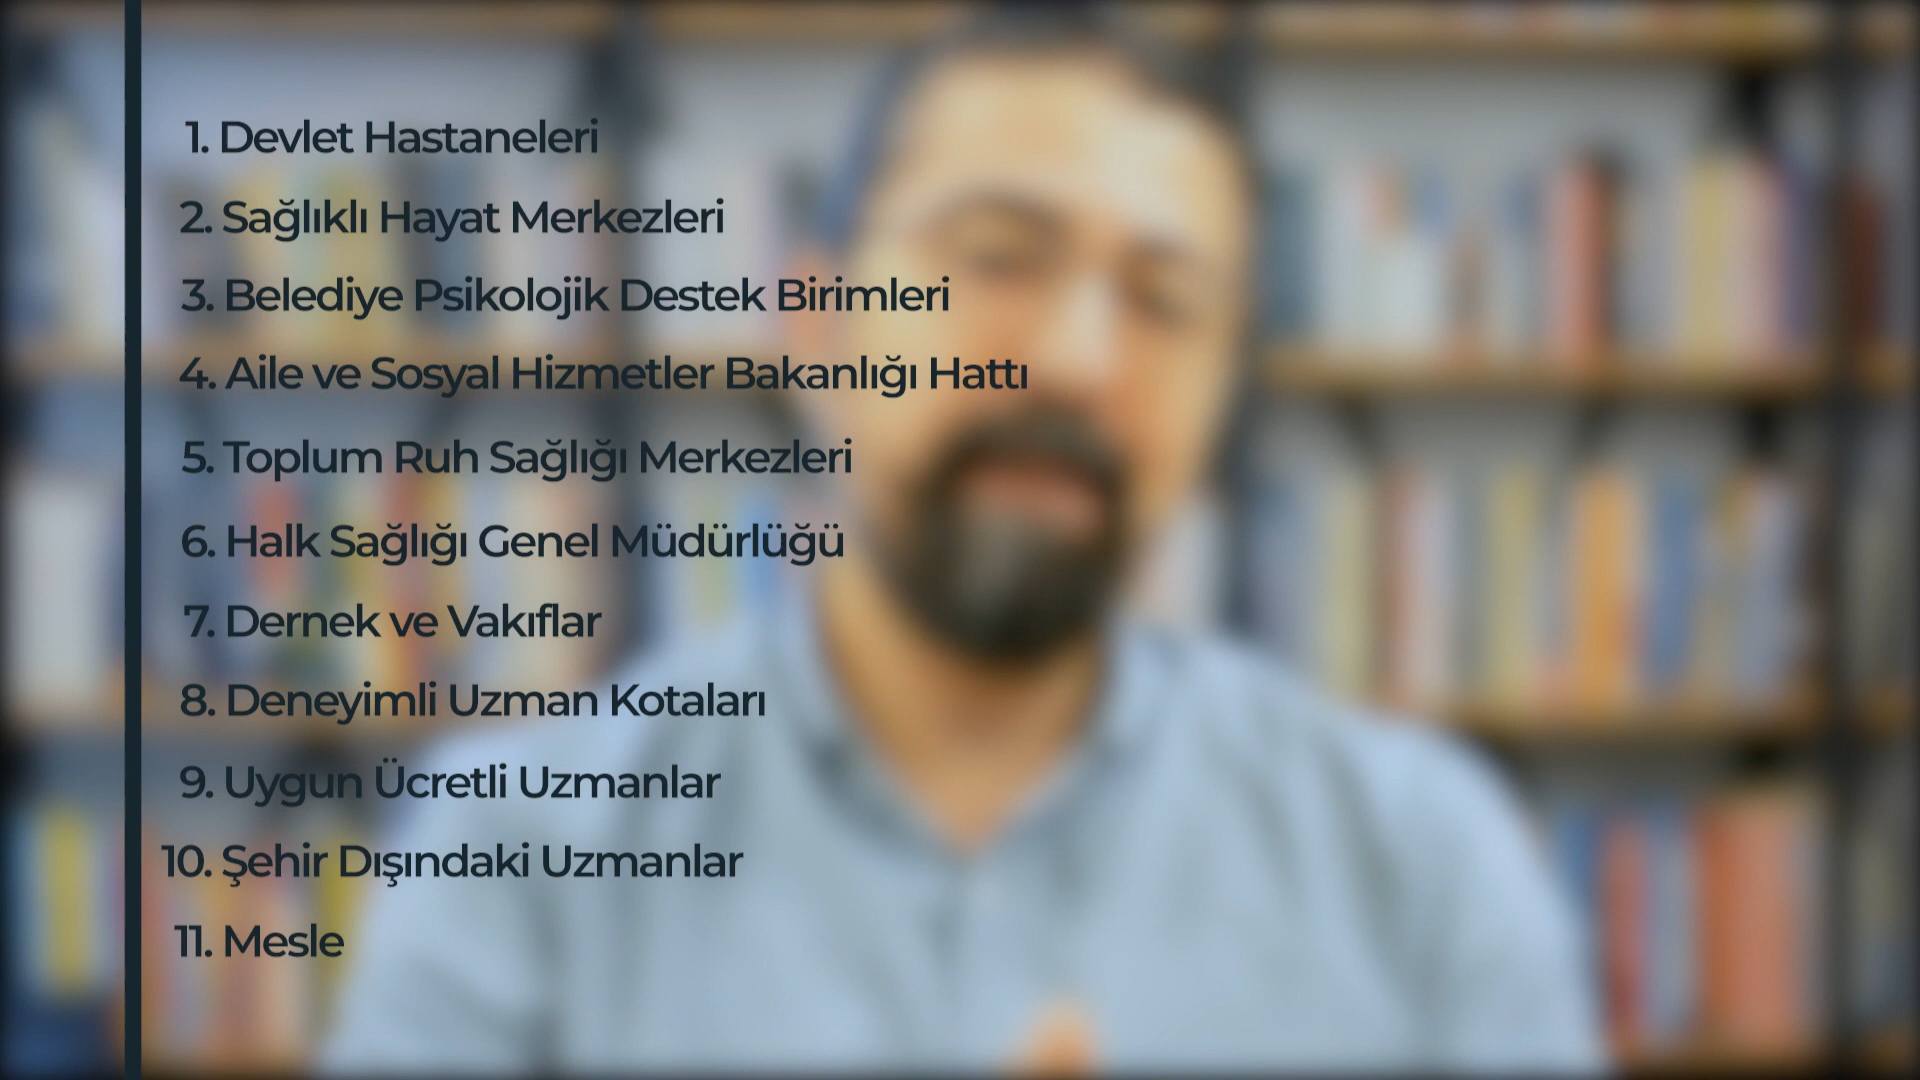 1. Devlet Hastaneleri
2. Sağlıklı Hayat Merkezleri
3. Belediye Psikolojik Destek Birimleri
4. Aile ve Sosyal Hizmetler Bakanlığı Hattı
5. Toplum Ruh Sağlığı Merkezleri
6. Halk Sağlığı Genel Müdürlüğü
7. Dernek ve Vakıflar
8. Deneyimli Uzman Kotaları
9. Uygun Ücretli Uzmanlar
10. Şehir Dışındaki Uzmanlar
11. Mesle